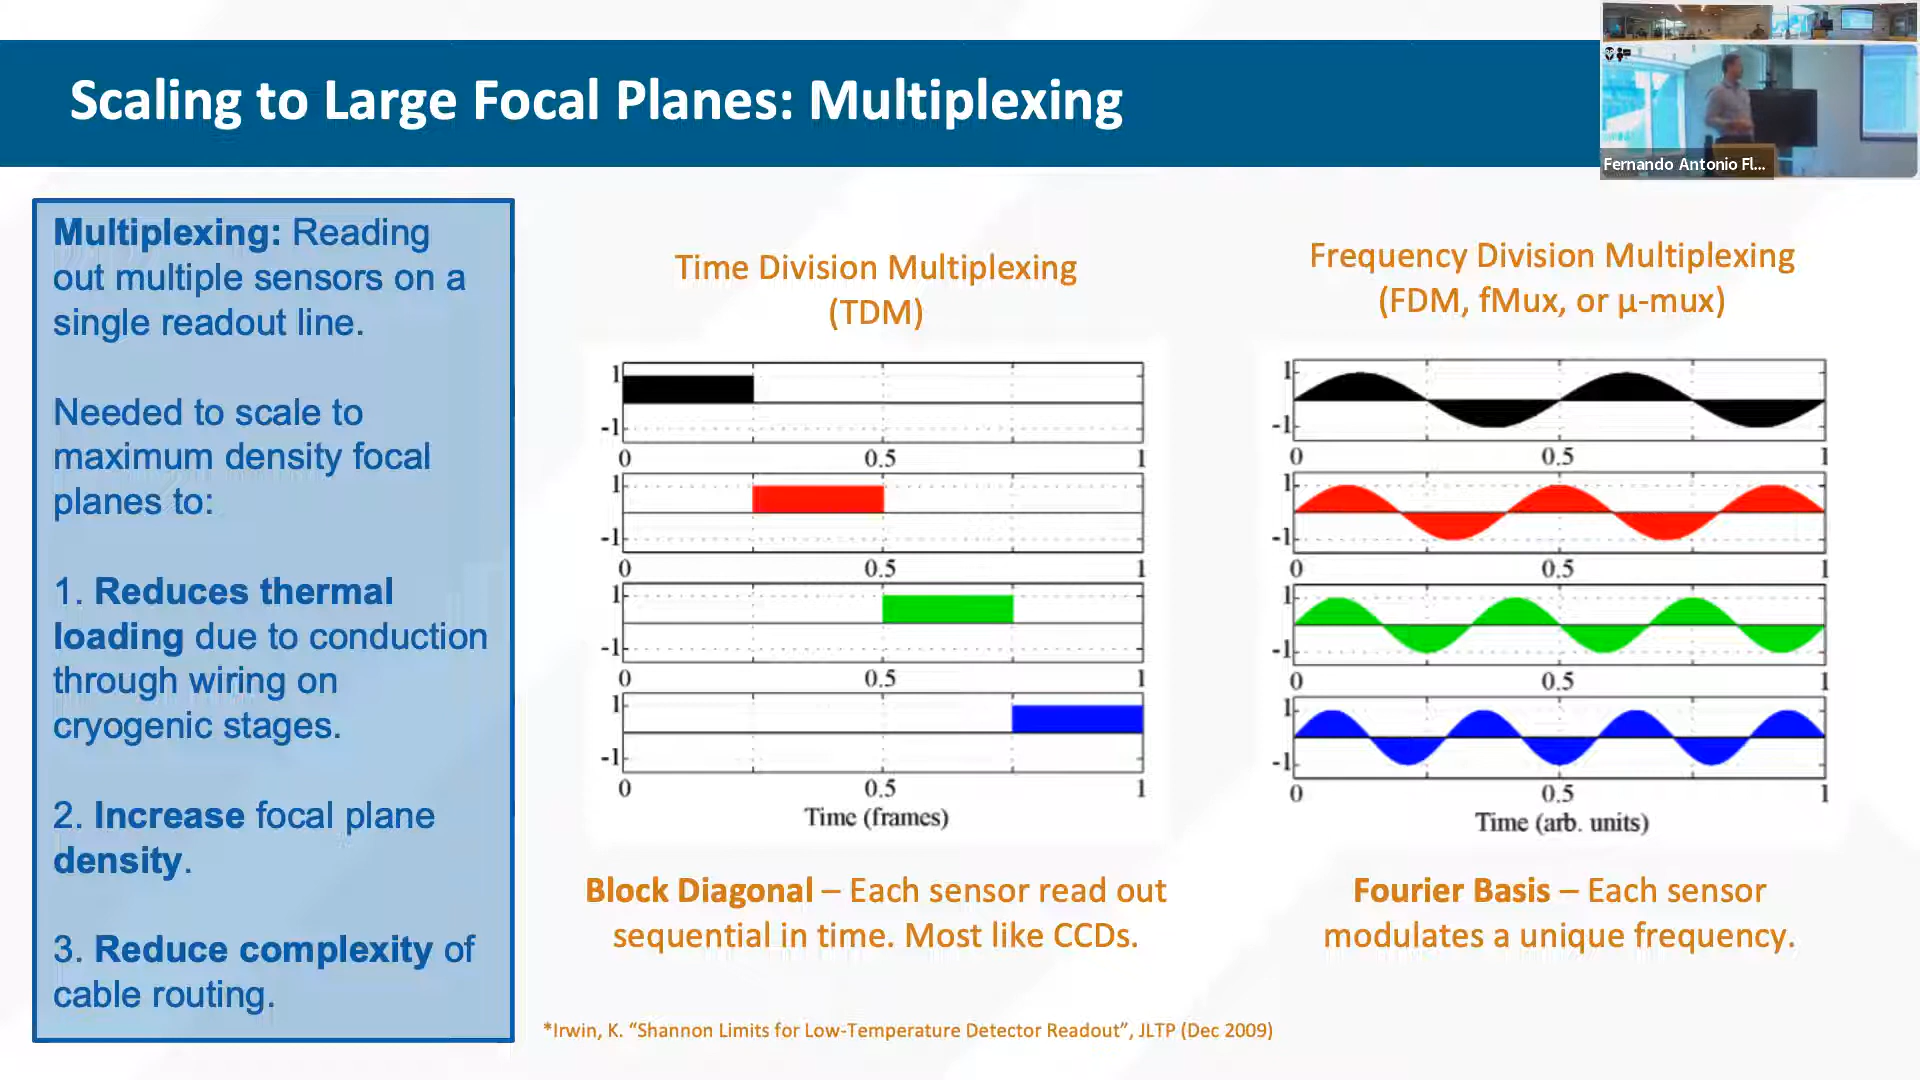 Scaling to Large Focal Planes: Multiplexing
Fernando Antonio Fl...
Multiplexing: Reading
out multiple sensors on a
single readout line.
Needed to scale to
maximum density focal
planes to:
1. Reduces thermal
loading due to conduction
through wiring on
cryogenic stages.
2. Increase focal plane
density.
3. Reduce complexity of
cable routing.
Time Division Multiplexing
(TDM)
1
-1
0 0.5 1
1
-1
0 0.5 1
1
-1
0 0.5 1
1
-1
0 0.5 1
Time (frames)
Block Diagonal – Each sensor read out
sequential in time. Most like CCDs.
Frequency Division Multiplexing
(FDM, fMux, or µ-mux)
1
-1
0 0.5 1
1
-1
0 0.5 1
1
-1
0 0.5 1
1
-1
0 0.5 1
Time (arb. units)
Fourier Basis – Each sensor
modulates a unique frequency.
*Irwin, K. “Shannon Limits for Low-Temperature Detector Readout”, JLTP (Dec 2009)